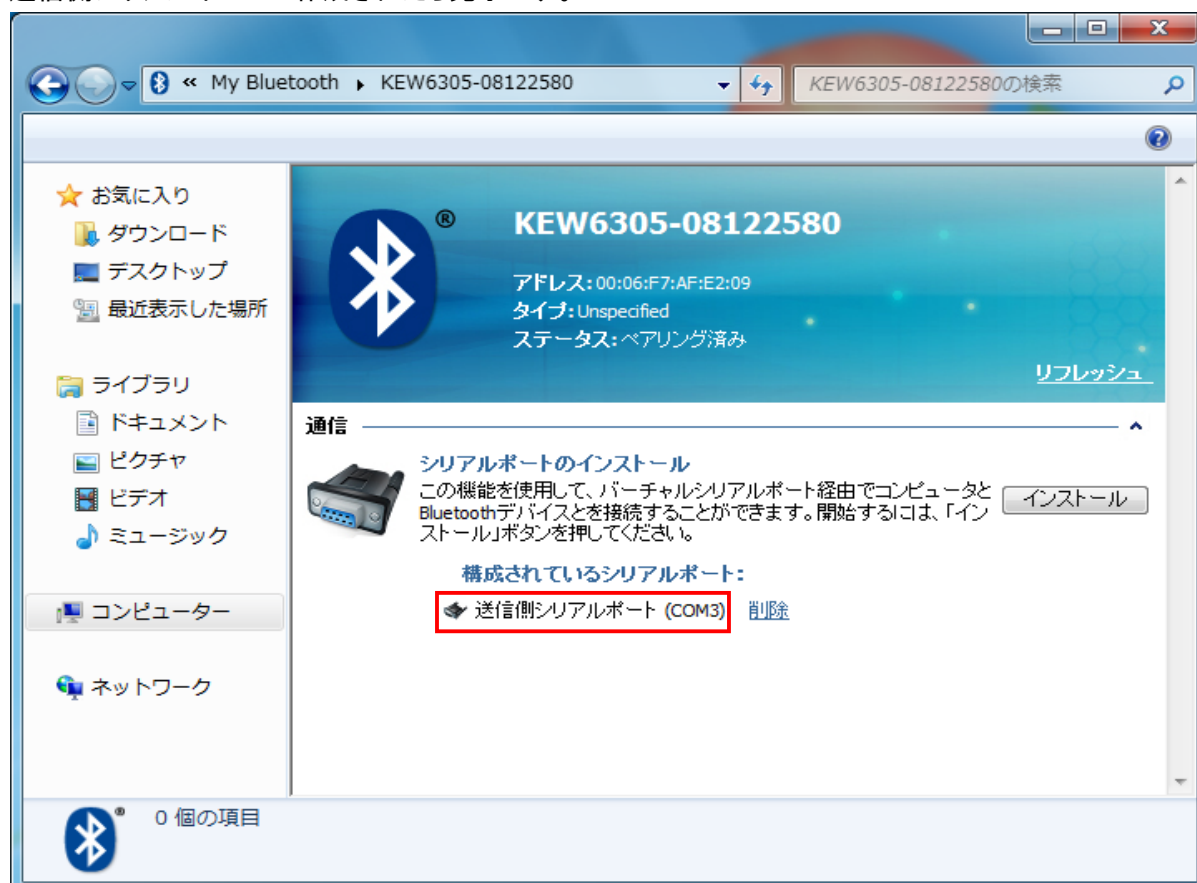 « My Bluetooth ▸ KEW6305-08122580
KEW6305-08122580の検索
お気に入り
ダウンロード
デスクトップ
最近表示した場所
ライブラリ
ドキュメント
ピクチャ
ビデオ
ミュージック
コンピューター
ネットワーク
®
KEW6305-08122580
アドレス: 00:06:F7:AF:E2:09
タイプ: Unspecified
ステータス: ペアリング済み
リフレッシュ
通信
シリアルポートのインストール
この機能を使用して、バーチャルシリアルポート経由でコンピュータと
Bluetoothデバイスとを接続することができます。開始するには、「イン
ストール」ボタンを押してください。
インストール
構成されているシリアルポート:
送信側シリアルポート (COM3) 削除
0 個の項目